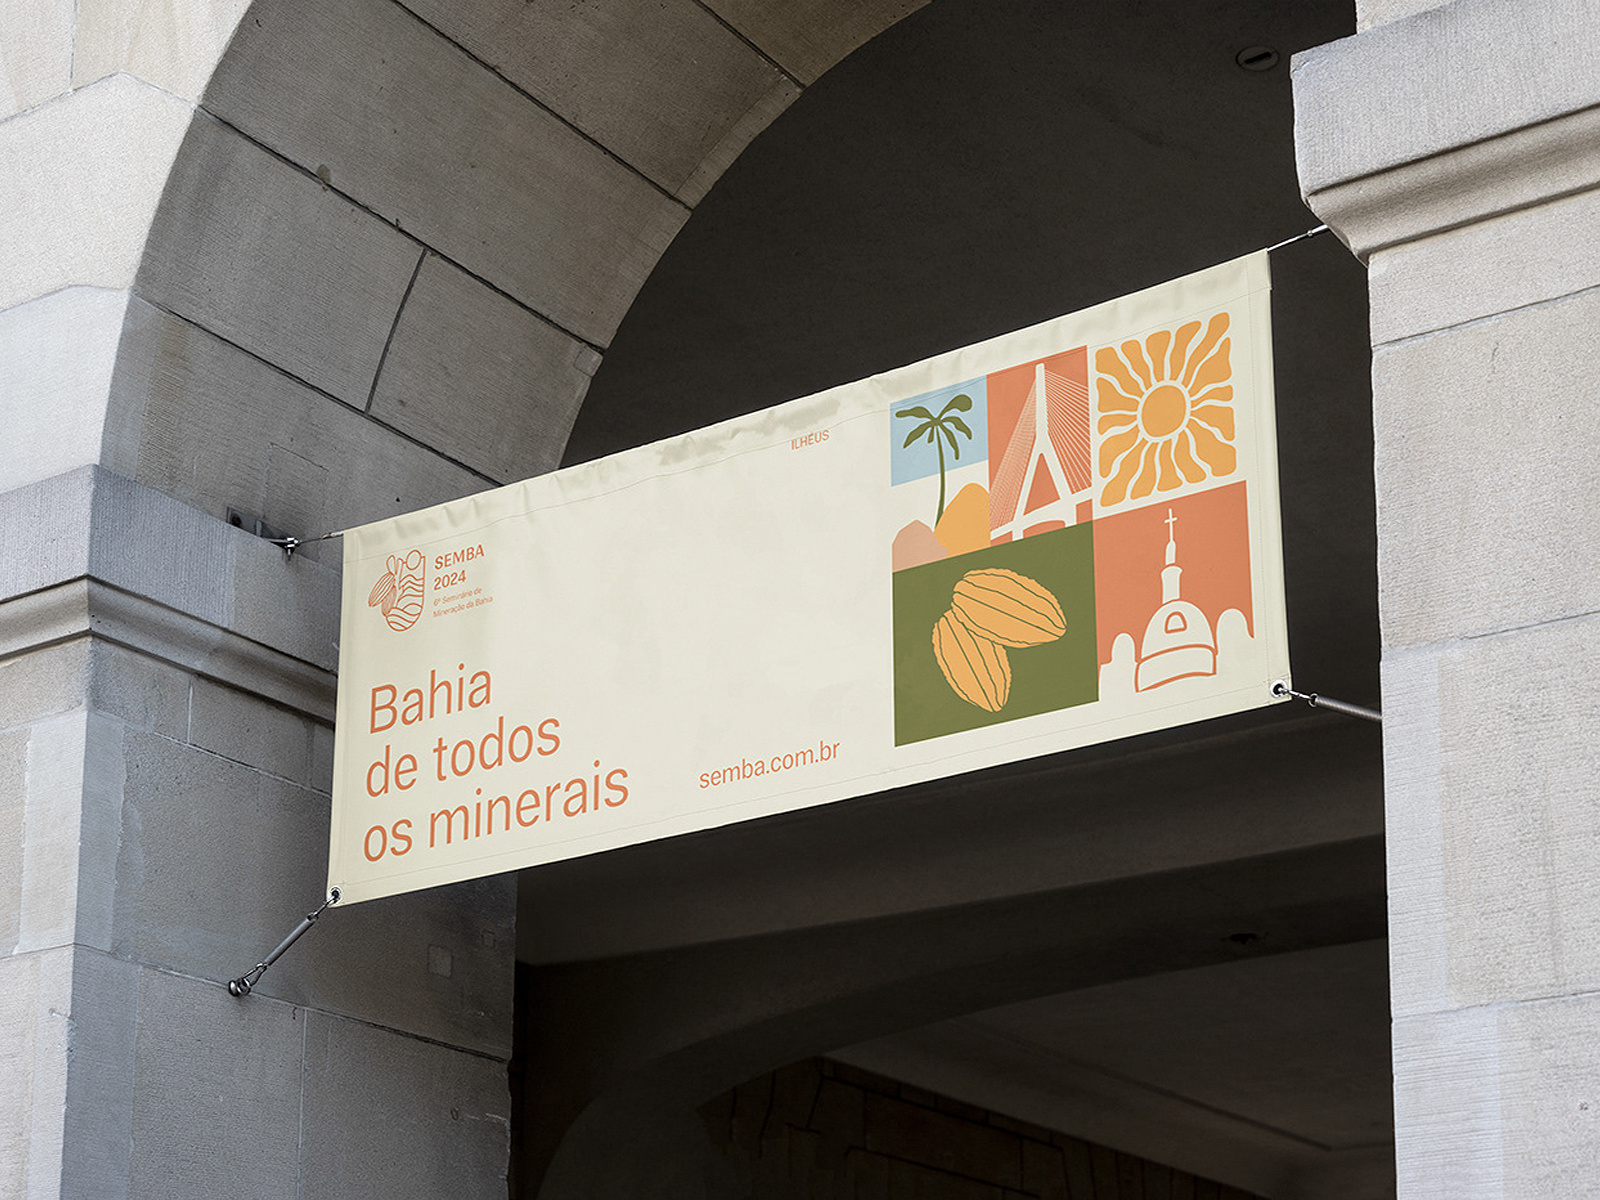 SEMBA
2024
6º Seminário de
Mineração da Bahia
ILHÉUS
Bahia
de todos
os minerais
semba.com.br